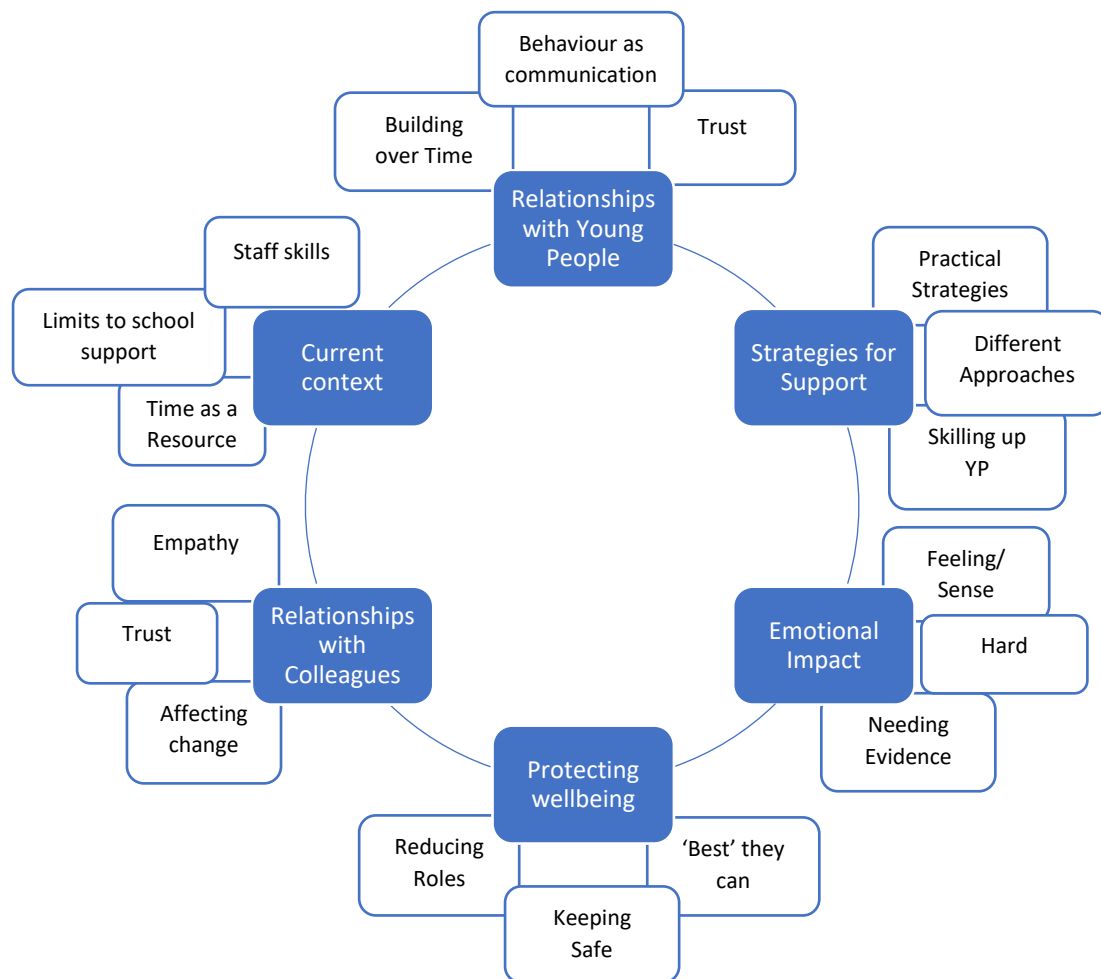 Behaviour as
communication
Building
over Time
Trust
Relationships
with Young
People
Staff skills
Limits to school
support
Time as a
Resource
Current
context
Practical
Strategies
Different
Approaches
Skilling up
YP
Strategies for
Support
Empathy
Trust
Affecting
change
Relationships
with
Colleagues
Feeling/
Sense
Hard
Needing
Evidence
Emotional
Impact
Protecting
wellbeing
Reducing
Roles
Keeping
Safe
‘Best’ they
can